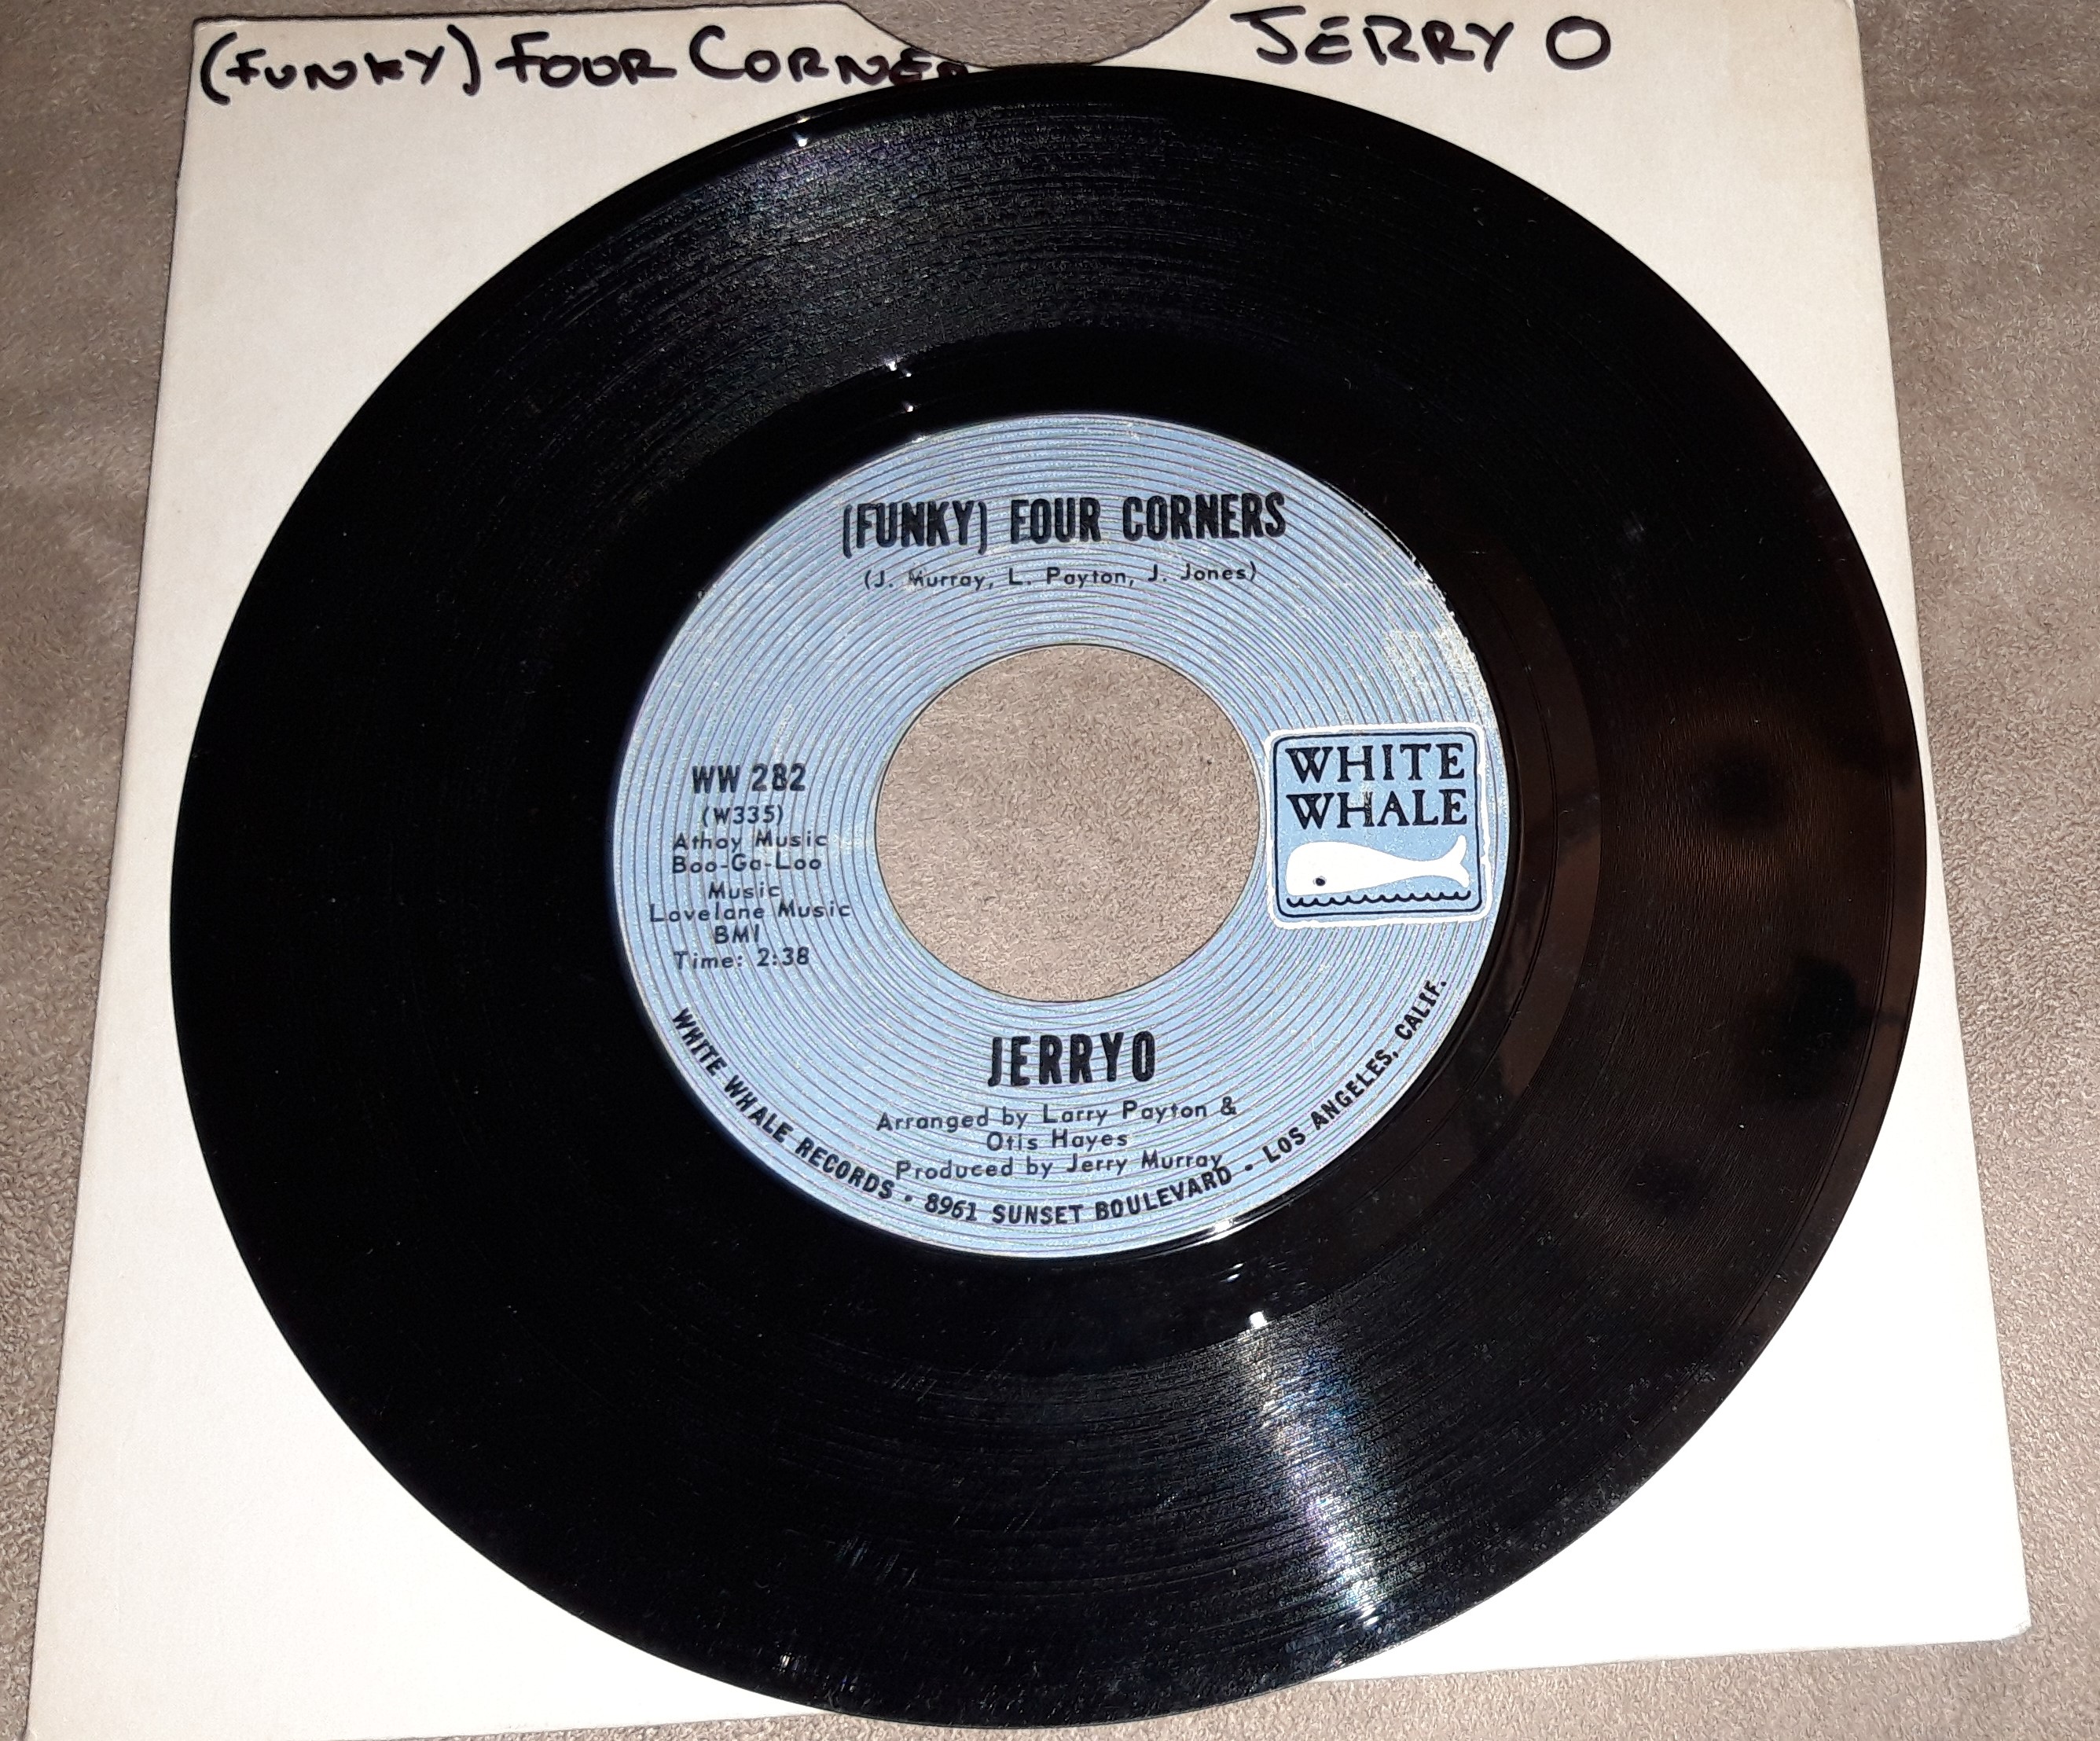 (FUNKY) FOUR CORNER JERRY O
(FUNKY) FOUR CORNERS
(J. Murray, L. Payton, J. Jones)
WHITE
WHALE
WW 282
(W335)
Athoy Music
Boo-Ga-Loo
Music
Lovelane Music
BMI
Time: 2:38
JERRYO
Arranged by Larry Payton &
Otis Hayes
Produced by Jerry Murray
WHITE WHALE RECORDS • 8961 SUNSET BOULEVARD • LOS ANGELES, CALIF.